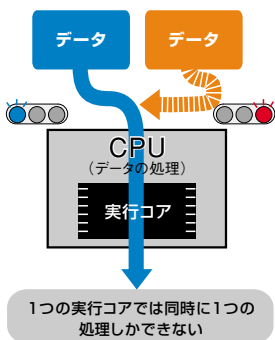 データ
データ
CPU
（データの処理）
実行コア
1つの実行コアでは同時に1つの
処理しかできない